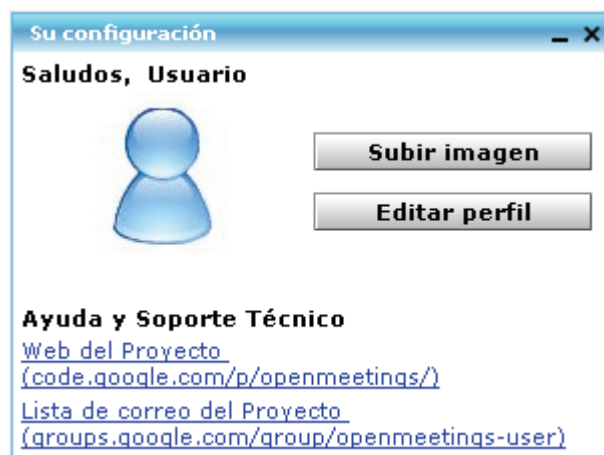 Su configuración
Saludos, Usuario
Subir imagen
Editar perfil
Ayuda y Soporte Técnico
Web del Proyecto
(code.google.com/p/openmeetings/)
Lista de correo del Proyecto
(groups.google.com/group/openmeetings-user)